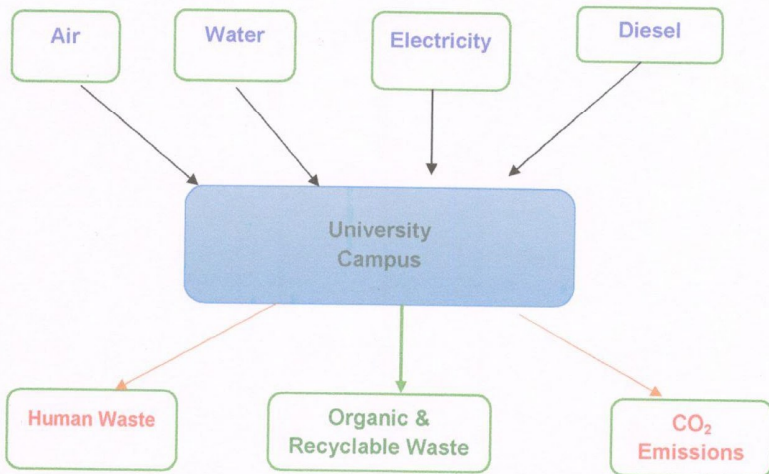 Air
Water
Electricity
Diesel
University
Campus
Human Waste
Organic &
Recyclable Waste
CO₂
Emissions